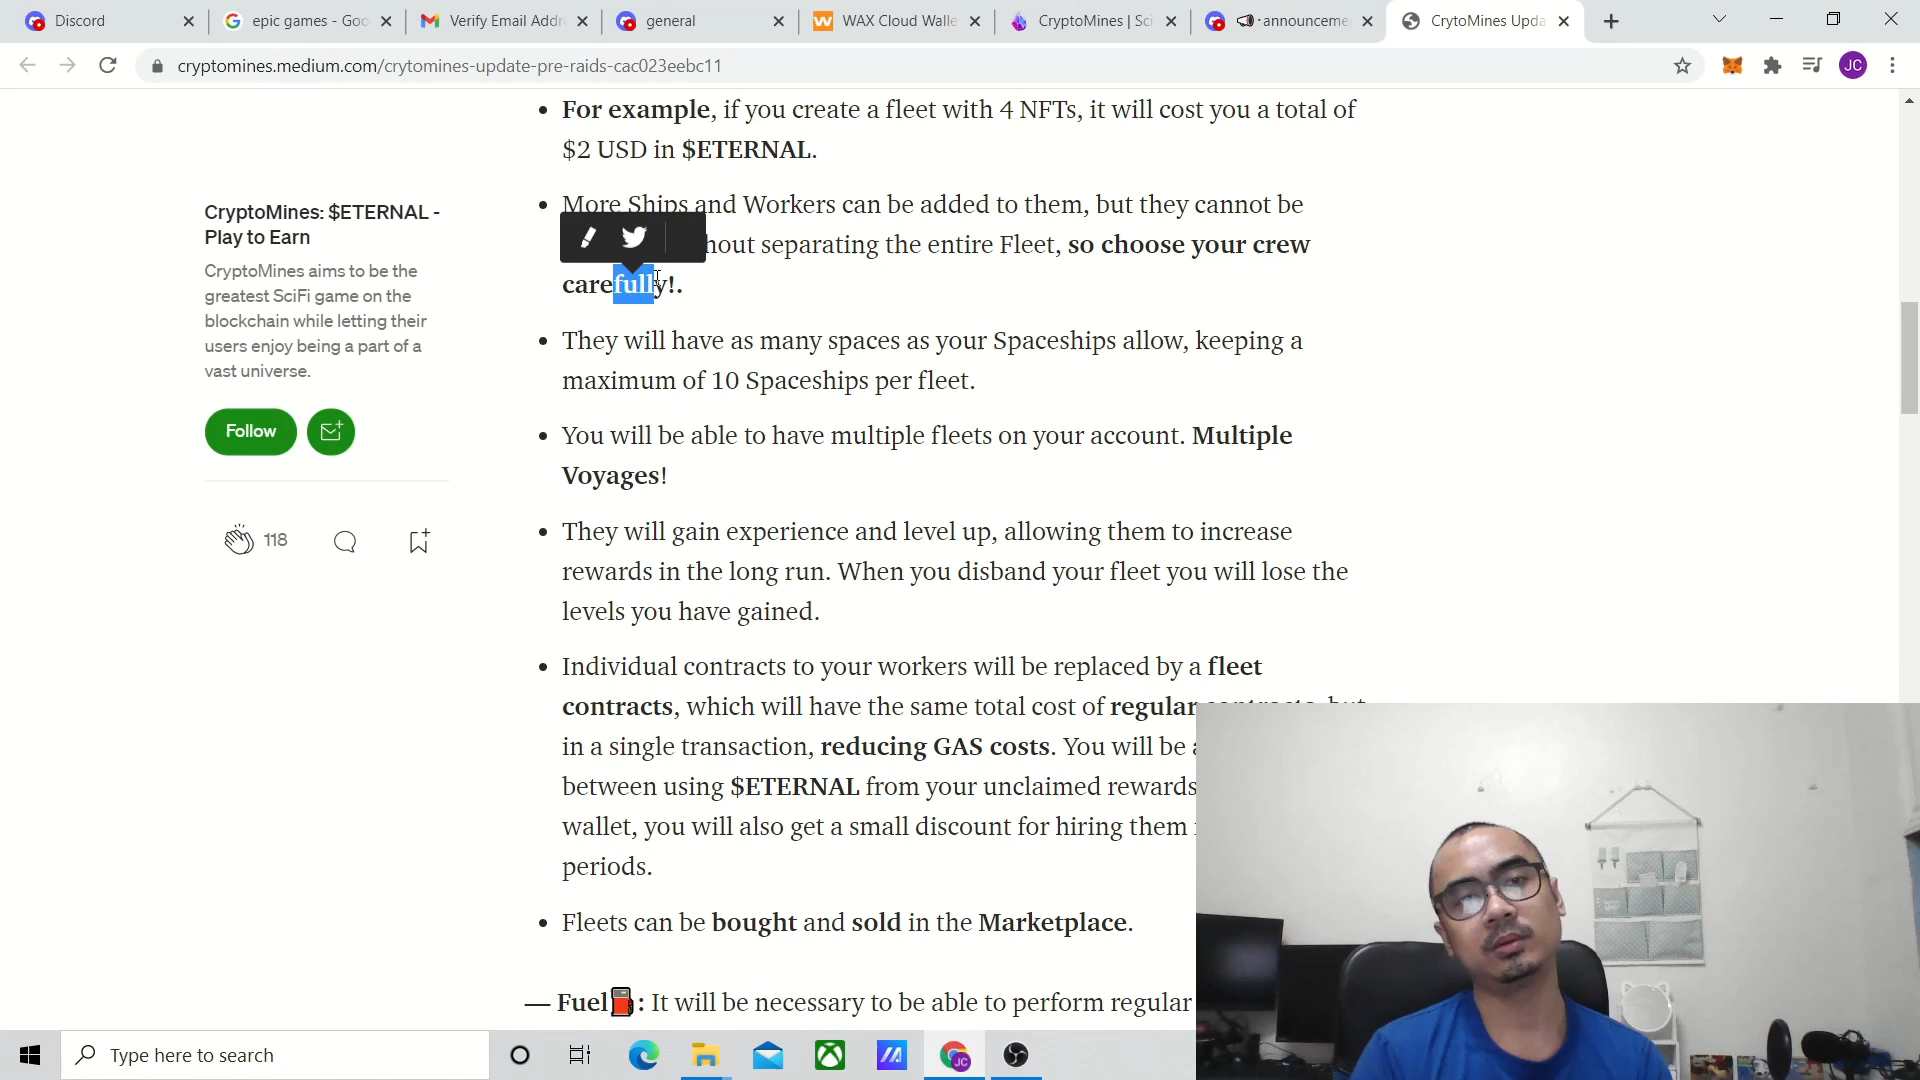 Discord
epic games - Goo
Verify Email Addr
general
WAX Cloud Walle
CryptoMines | Sci
announceme
CrytoMines Upda
cryptomines.medium.com/crytomines-update-pre-raids-cac023eebc11
JC
For example, if you create a fleet with 4 NFTs, it will cost you a total of
$2 USD in $ETERNAL.
More Ships and Workers can be added to them, but they cannot be
hout separating the entire Fleet, so choose your crew
carefully!.
They will have as many spaces as your Spaceships allow, keeping a
maximum of 10 Spaceships per fleet.
You will be able to have multiple fleets on your account. Multiple
Voyages!
They will gain experience and level up, allowing them to increase
rewards in the long run. When you disband your fleet you will lose the
levels you have gained.
Individual contracts to your workers will be replaced by a fleet
contracts, which will have the same total cost of regular contracts, but
in a single transaction, reducing GAS costs. You will be
between using $ETERNAL from your unclaimed rewards
wallet, you will also get a small discount for hiring them
periods.
Fleets can be bought and sold in the Marketplace.
— Fuel⛽: It will be necessary to be able to perform regular
CryptoMines: $ETERNAL -
Play to Earn
CryptoMines aims to be the
greatest SciFi game on the
blockchain while letting their
users enjoy being a part of a
vast universe.
Follow
118
Type here to search